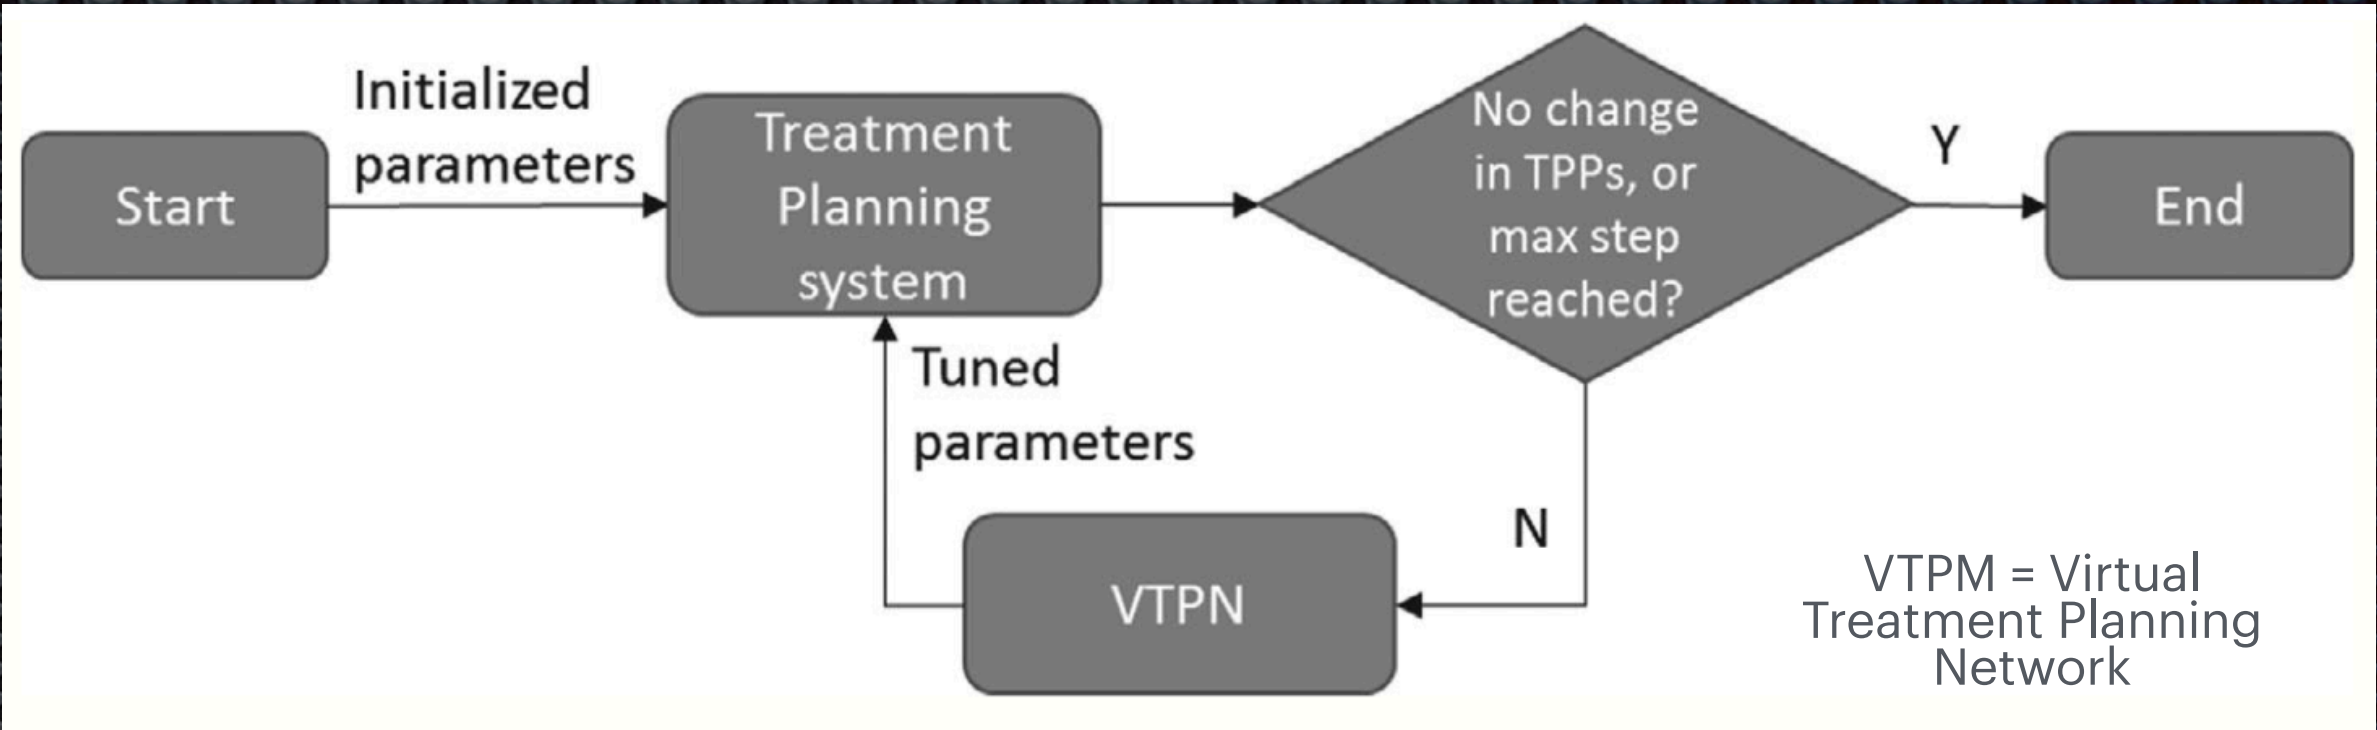 Start
Initialized
parameters
Treatment
Planning
system
No change
in TPPs, or
max step
reached?
Y
End
Tuned
parameters
N
VTPN
VTPM = Virtual
Treatment Planning
Network